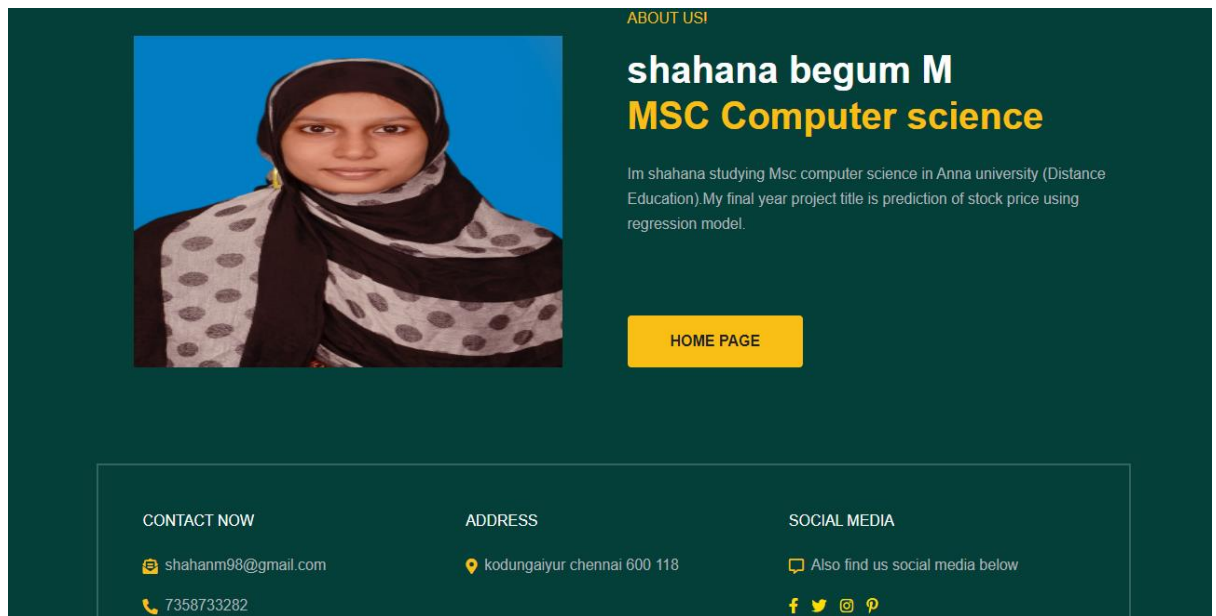 ABOUT US!
shahana begum M
MSC Computer science
Im shahana studying Msc computer science in Anna university (Distance
Education).My final year project title is prediction of stock price using
regression model.
HOME PAGE
CONTACT NOW
shahanm98@gmail.com
7358733282
ADDRESS
kodungaiyur chennai 600 118
SOCIAL MEDIA
Also find us social media below